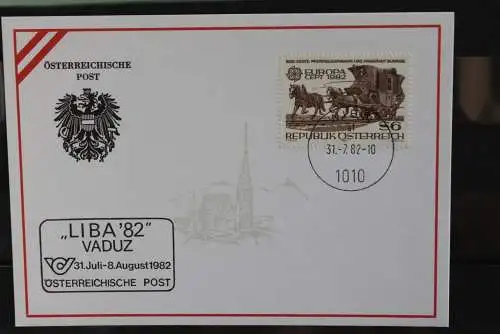 ÖSTERREICHISCHE
POST
EUROPA
CEPT 1982
S6
REPUBLIK ÖSTERREICH
31.-7.82-10
1010
„LIBA '82"
VADUZ
31. Juli-8. August 1982
ÖSTERREICHISCHE POST